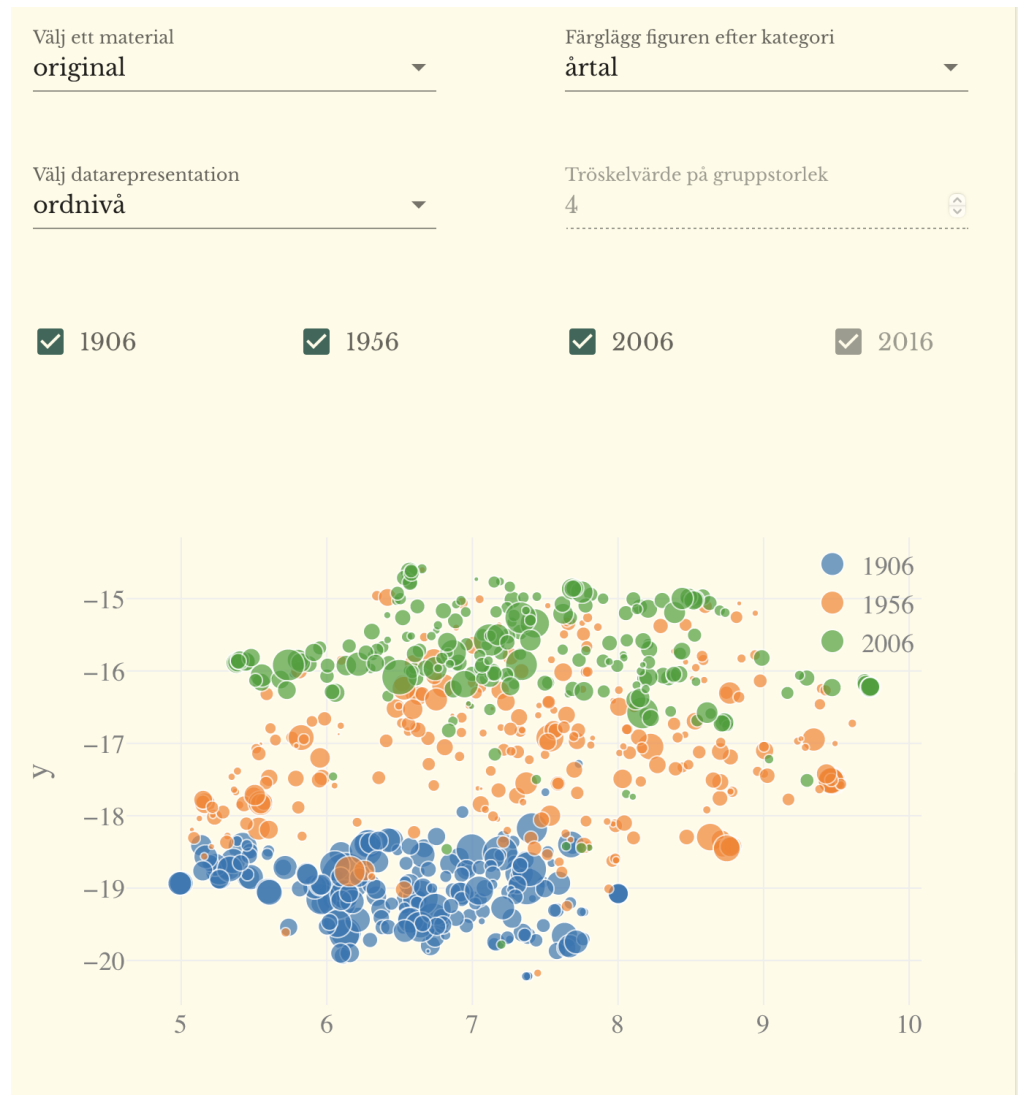 Välj ett material
original
Färglägg figuren efter kategori
årtal
Välj datarepresentation
ordnivå
Tröskelvärde på gruppstorlek
4
1906
1956
2006
2016
1906
1956
2006
−15
−16
−17
−18
−19
−20
y
5 6 7 8 9 10